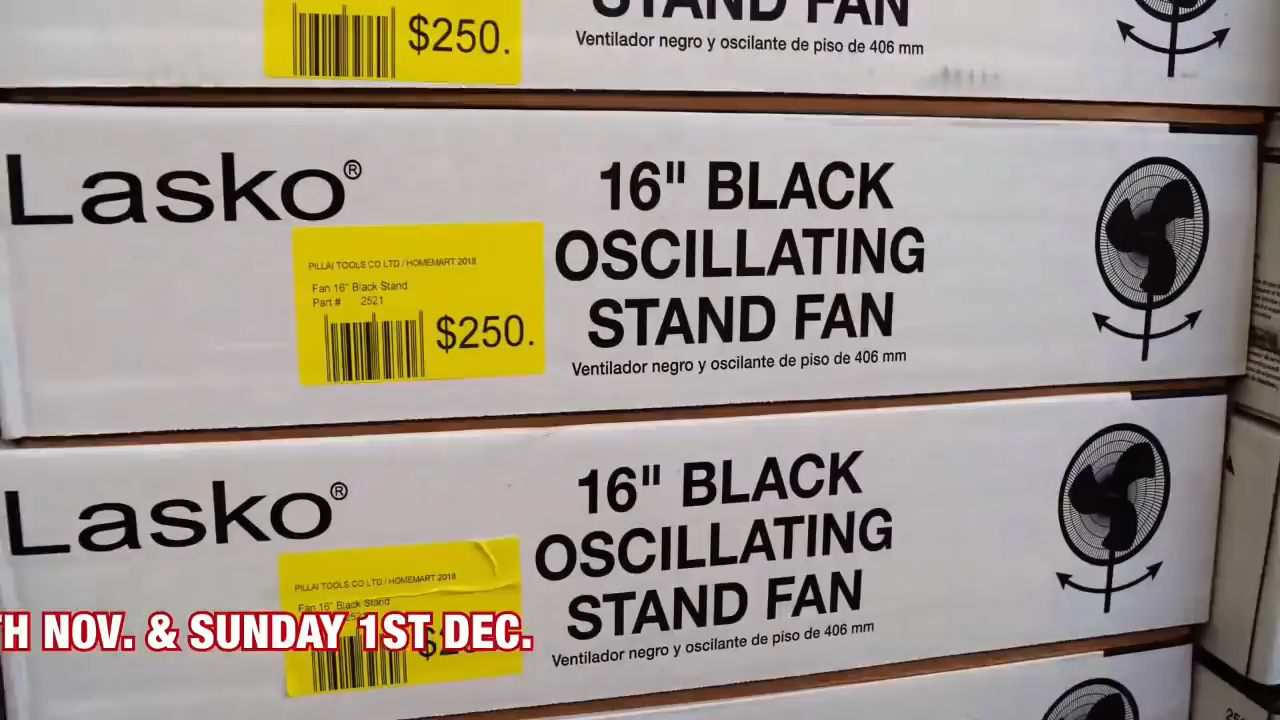 STAND FAN
$250.
Ventilador negro y oscilante de piso de 406 mm
Lasko®
16" BLACK
OSCILLATING
STAND FAN
Ventilador negro y oscilante de piso de 406 mm
PILLAI TOOLS CO LTD / HOMEMART 2018
Fan 16" Black Stand
Part # 2521
$250.
Lasko®
16" BLACK
OSCILLATING
STAND FAN
Ventilador negro y oscilante de piso de 406 mm
PILLAI TOOLS CO LTD / HOMEMART 2018
Fan 16" Black Stand
TH NOV. & SUNDAY 1ST DEC.